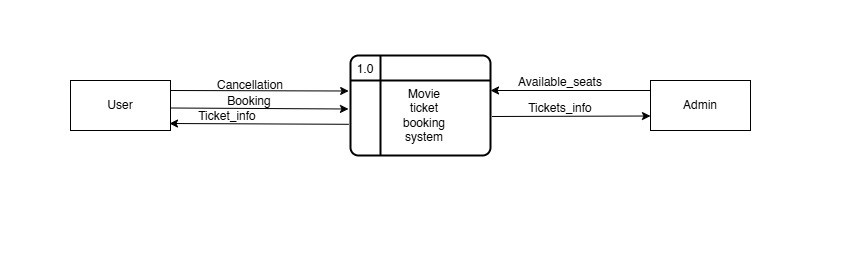 1.0
Cancellation
Available_seats
Movie
Booking
User
ticket
Tickets_info
Admin
Ticket_info
booking
system